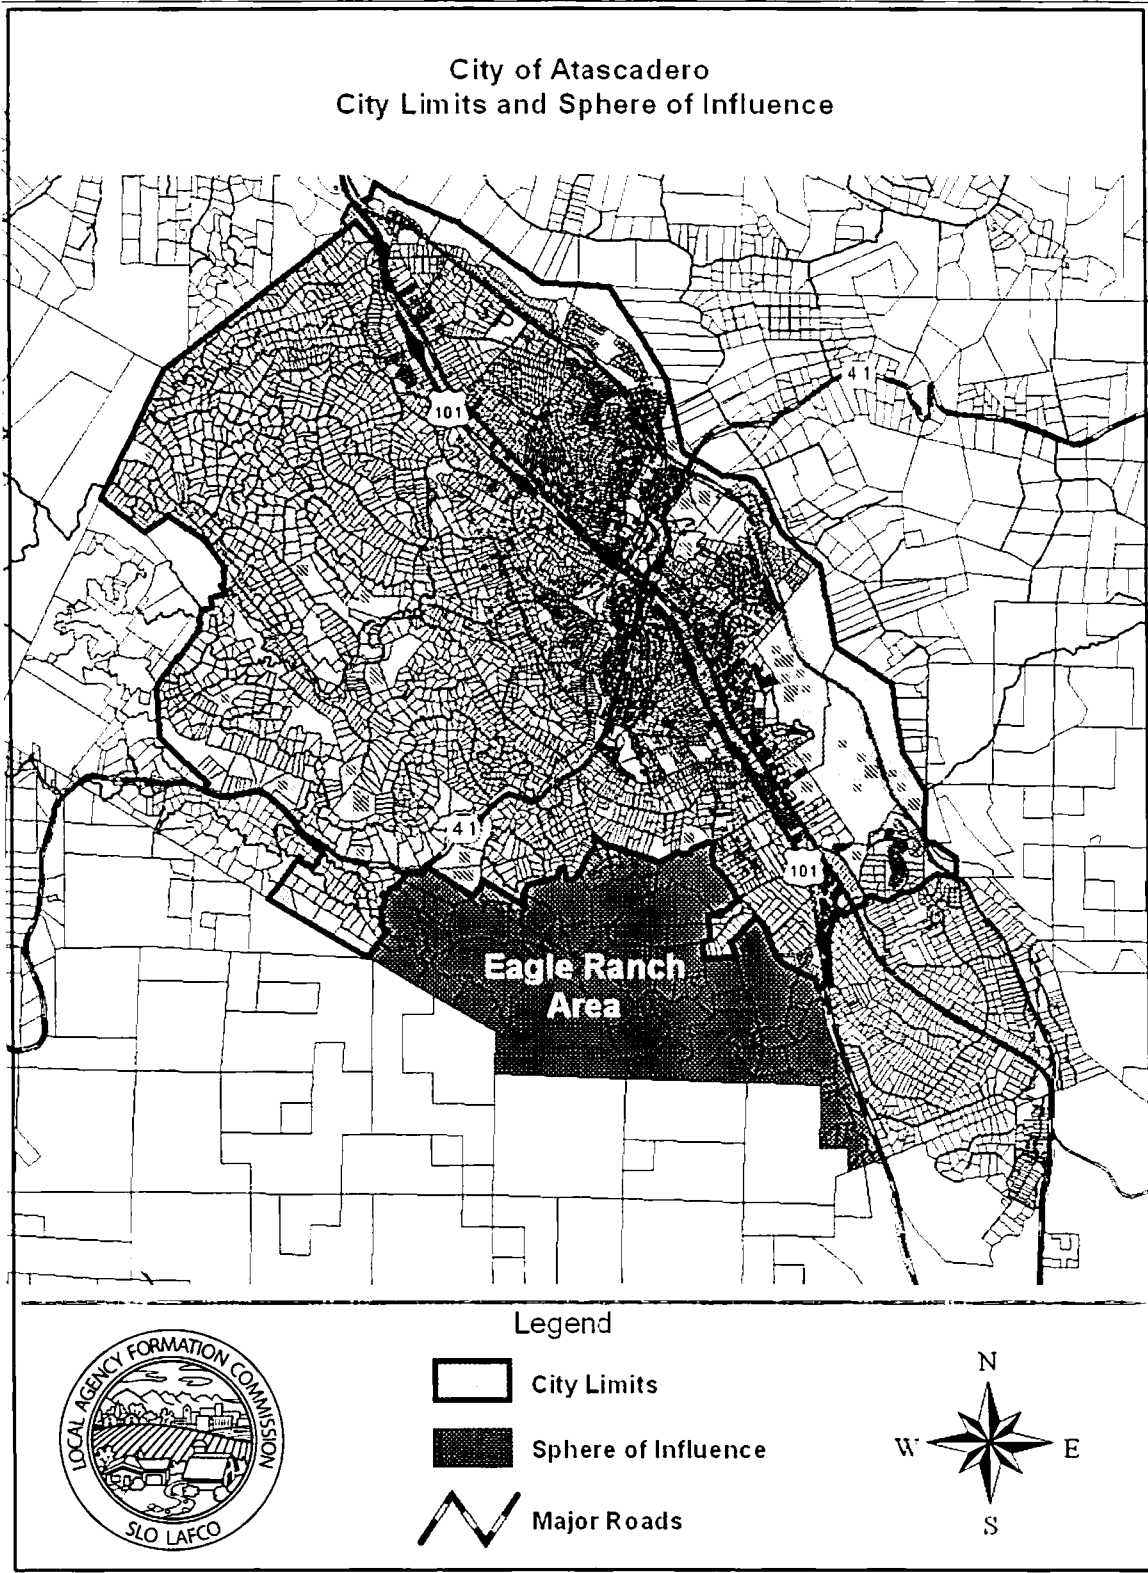 City of Atascadero
City Limits and Sphere of Influence
41
101
41
101
Eagle Ranch
Area
Legend
City Limits
Sphere of Influence
Major Roads
LOCAL AGENCY FORMATION COMMISSION
SLO LAFCO
N
W
E
S